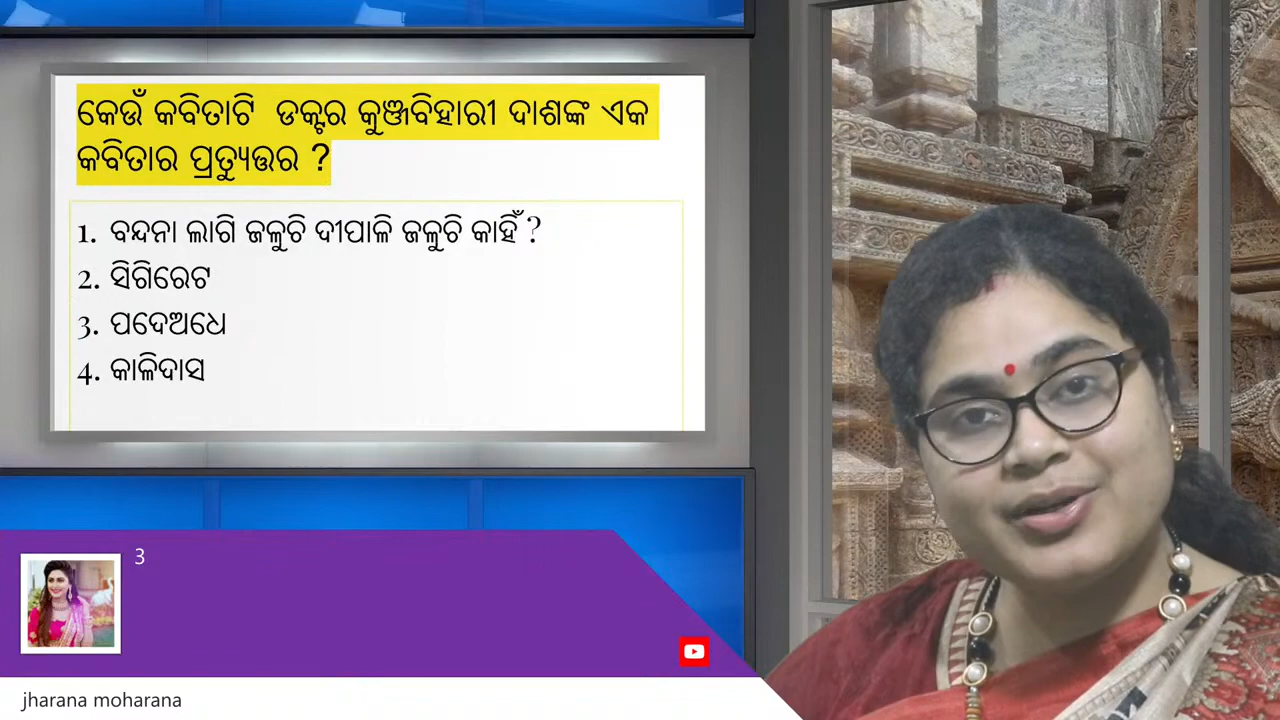 କେଉଁ କବିତାଟି ଡକ୍ଟର କୁଞ୍ଜବିହାରୀ ଦାଶଙ୍କ ଏକ
କବିତାର ପ୍ରତ୍ୟୁତ୍ତର ?
1. ବନ୍ଦନା ଲାଗି ଜଳୁଚି ଦୀପାଳି ଜଳୁଚି କାହିଁ ?
2. ସିଗିରେଟ
3. ପଦେଅଧେ
4. କାଳିଦାସ
3
jharana moharana